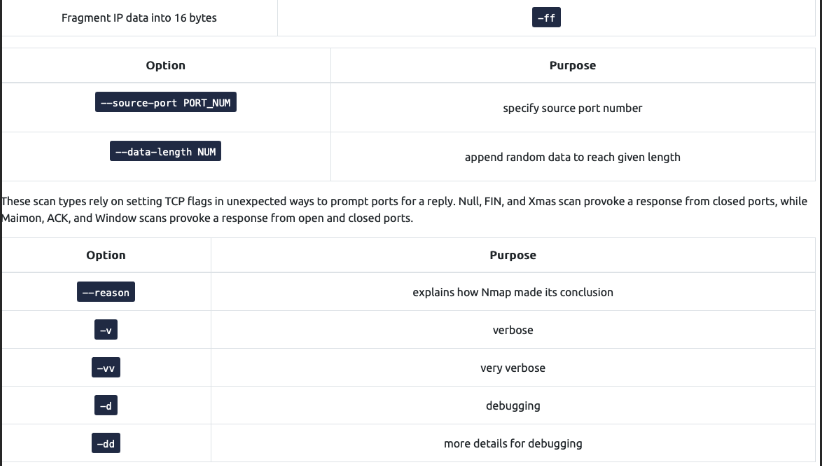 Fragment IP data into 16 bytes -ff
Option Purpose
--source-port PORT_NUM specify source port number
--data-length NUM append random data to reach given length
These scan types rely on setting TCP flags in unexpected ways to prompt ports for a reply. Null, FIN, and Xmas scan provoke a response from closed ports, while
Maimon, ACK, and Window scans provoke a response from open and closed ports.
Option Purpose
--reason explains how Nmap made its conclusion
-v verbose
-vv very verbose
-d debugging
-dd more details for debugging